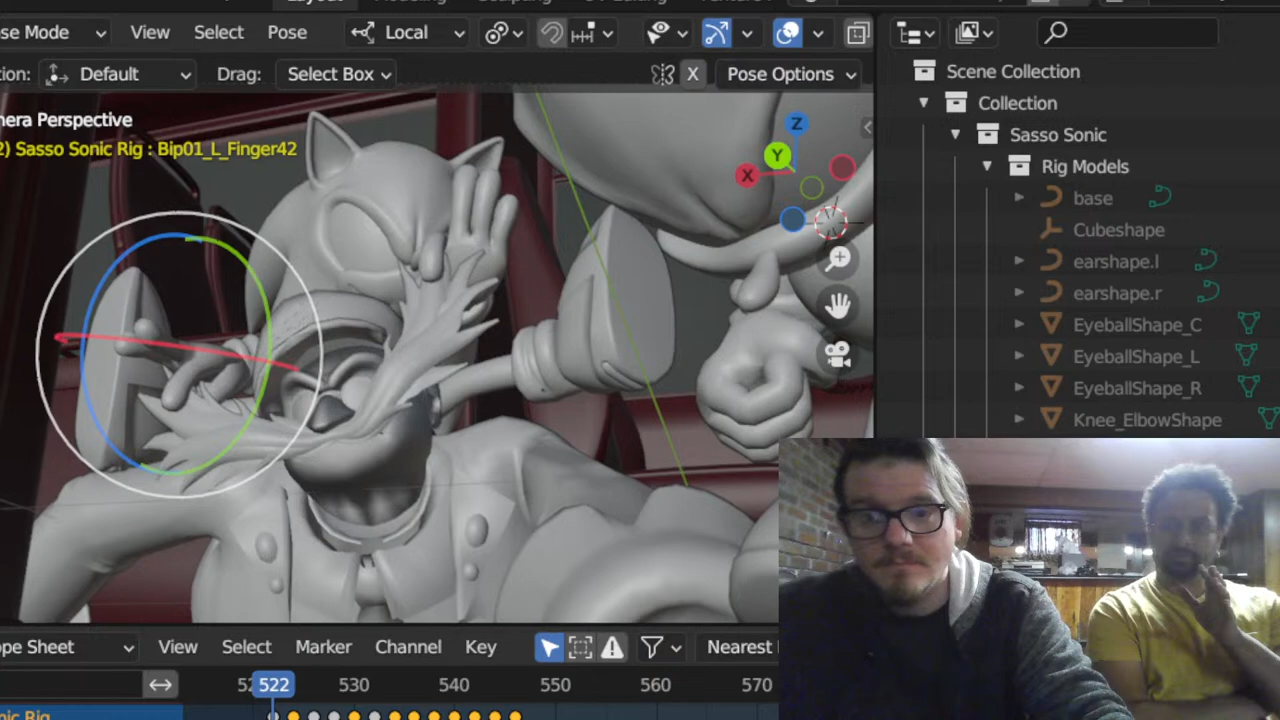 se Mode View Select Pose Local
ion: Default Drag: Select Box X Pose Options
nera Perspective
2) Sasso Sonic Rig : Bip01_L_Finger42
Z
Y
X
Scene Collection
Collection
Sasso Sonic
Rig Models
base
Cubeshape
earshape.l
earshape.r
EyeballShape_C
EyeballShape_L
EyeballShape_R
Knee_ElbowShape
ope Sheet View Select Marker Channel Key Nearest
52 522 530 540 550 560 570
nic Rig